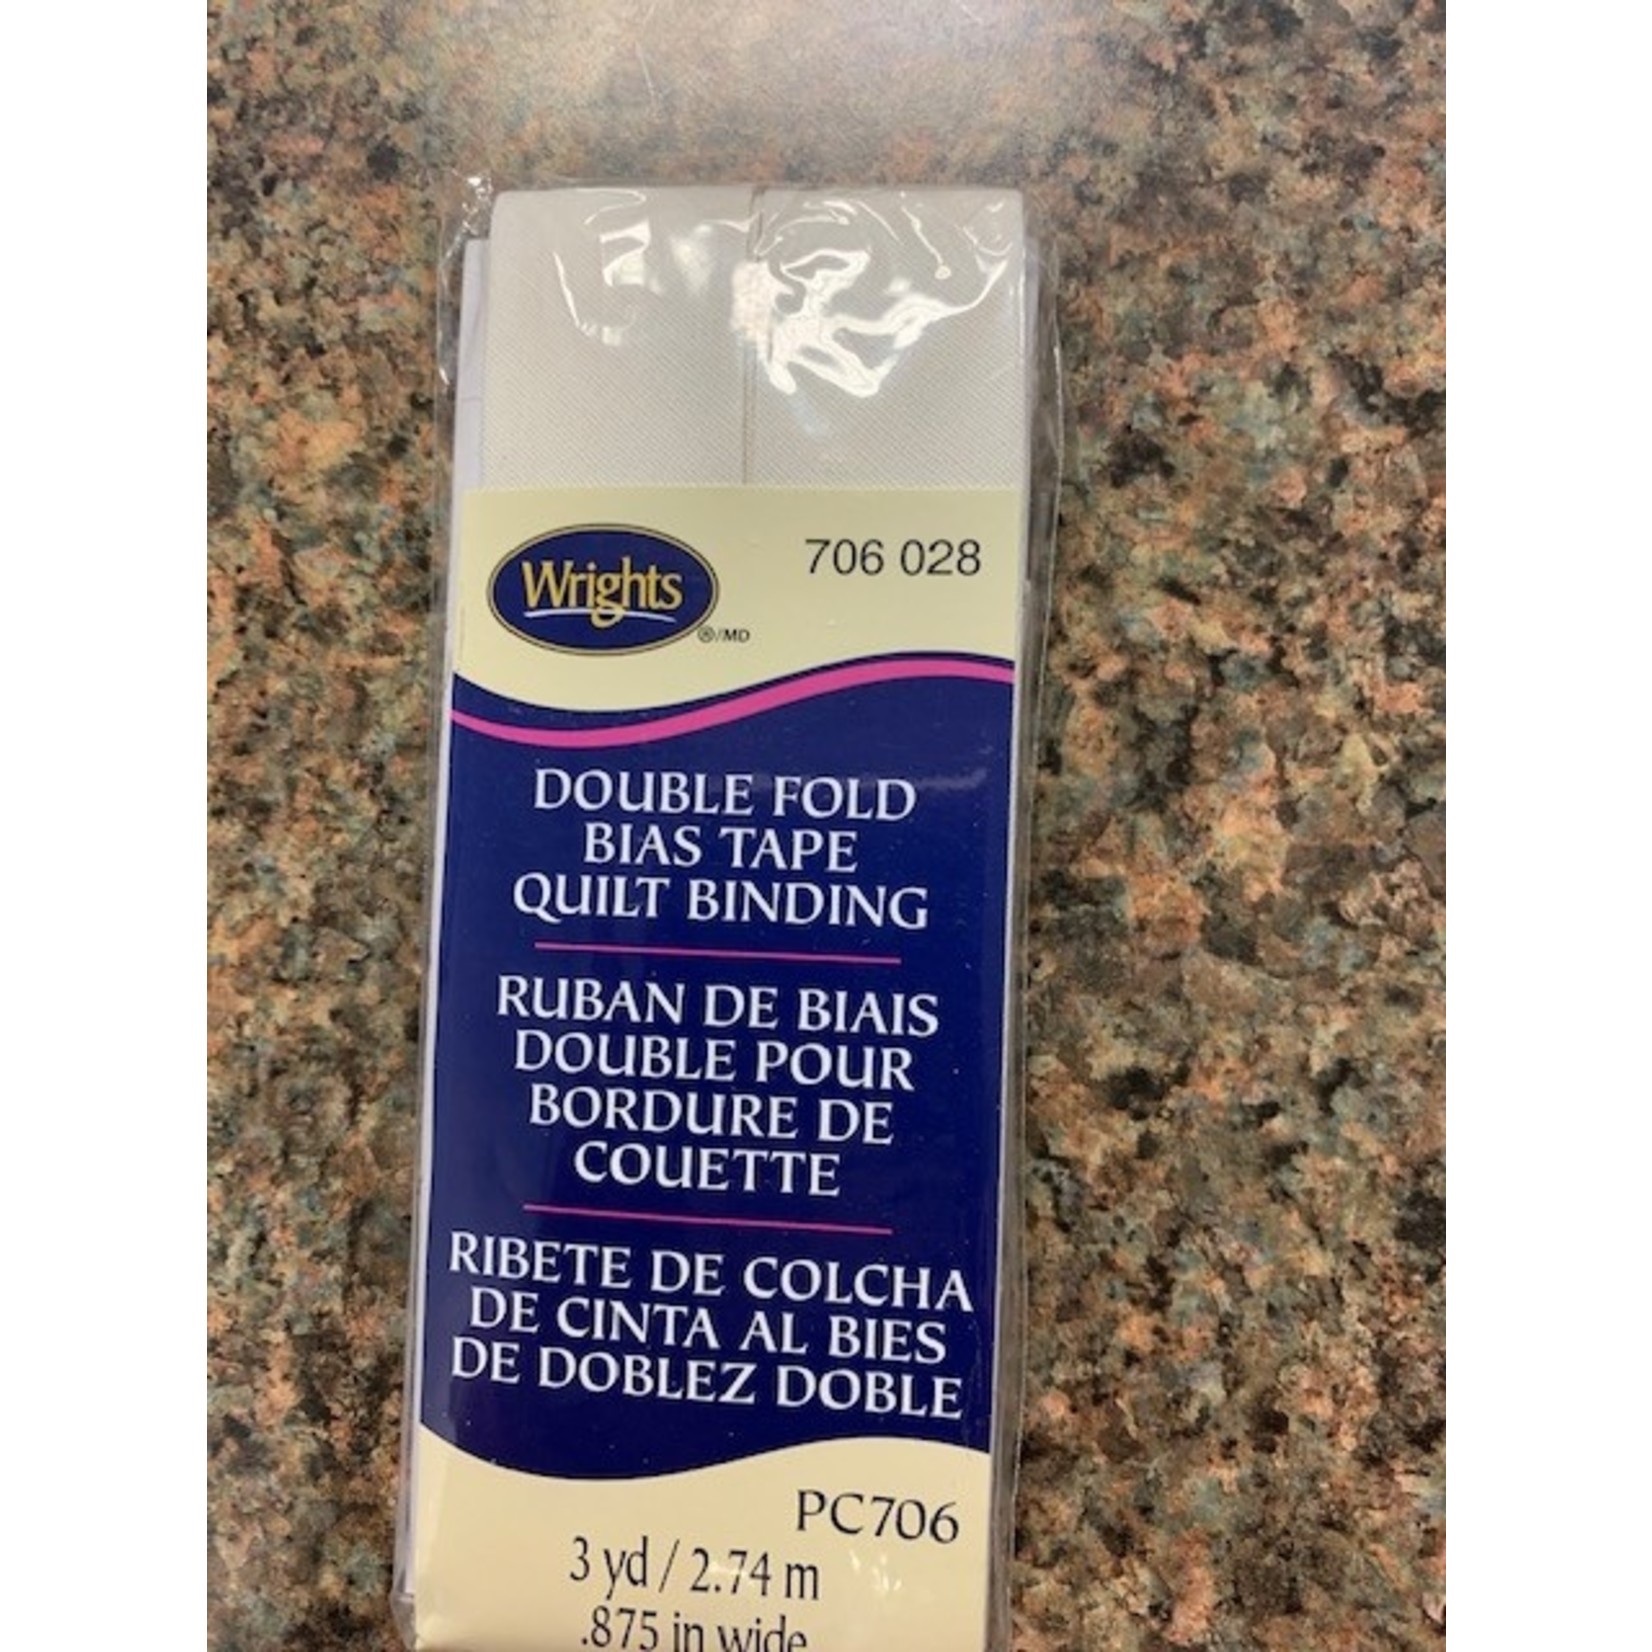 Wrights
®/MD
706 028
DOUBLE FOLD
BIAS TAPE
QUILT BINDING
RUBAN DE BIAIS
DOUBLE POUR
BORDURE DE
COUETTE
RIBETE DE COLCHA
DE CINTA AL BIES
DE DOBLEZ DOBLE
PC706
3 yd / 2.74 m
.875 in wide